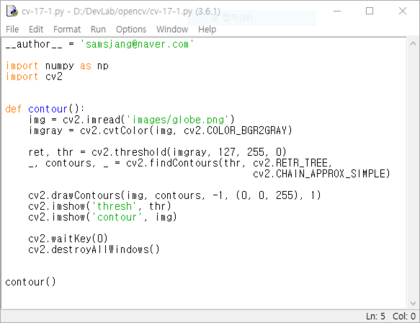 cv-17-1.py - D:/DevLab/opencv/cv-17-1.py (3.6.1)
File Edit Format Run Options Window Help
__author__ = 'samsjang@naver.com'
import numpy as np
import cv2
def contour():
    img = cv2.imread('images/globe.png')
    imgray = cv2.cvtColor(img, cv2.COLOR_BGR2GRAY)
    ret, thr = cv2.threshold(imgray, 127, 255, 0)
    _, contours, _ = cv2.findContours(thr, cv2.RETR_TREE,
                                      cv2.CHAIN_APPROX_SIMPLE)
    cv2.drawContours(img, contours, -1, (0, 0, 255), 1)
    cv2.imshow('thresh', thr)
    cv2.imshow('contour', img)
    cv2.waitKey(0)
    cv2.destroyAllWindows()
contour()
Ln: 5 Col: 0